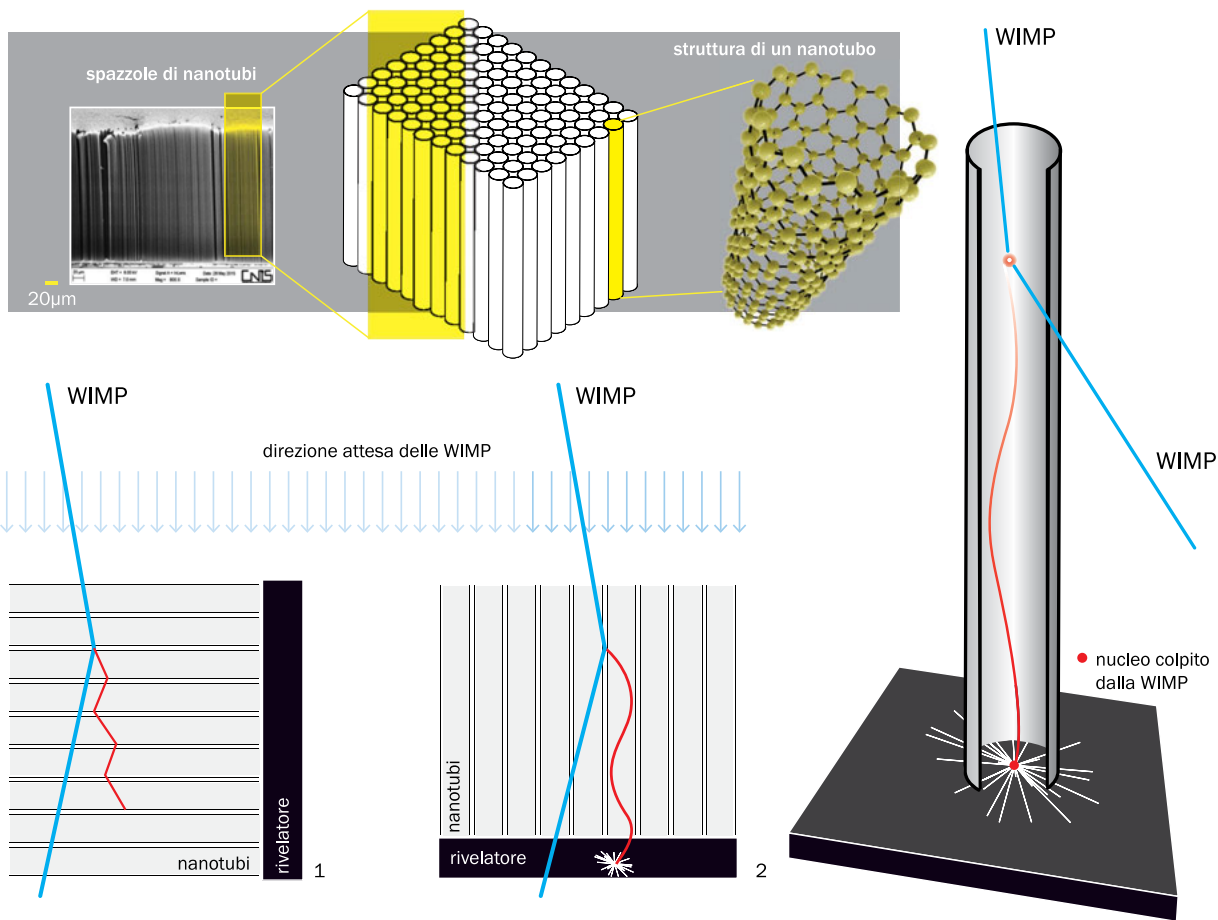 spazzole di nanotubi
struttura di un nanotubo
WIMP
CNIS
20µm
WIMP
WIMP
direzione attesa delle WIMP
WIMP
nucleo colpito
dalla WIMP
nanotubi
rivelatore
1
nanotubi
rivelatore
2